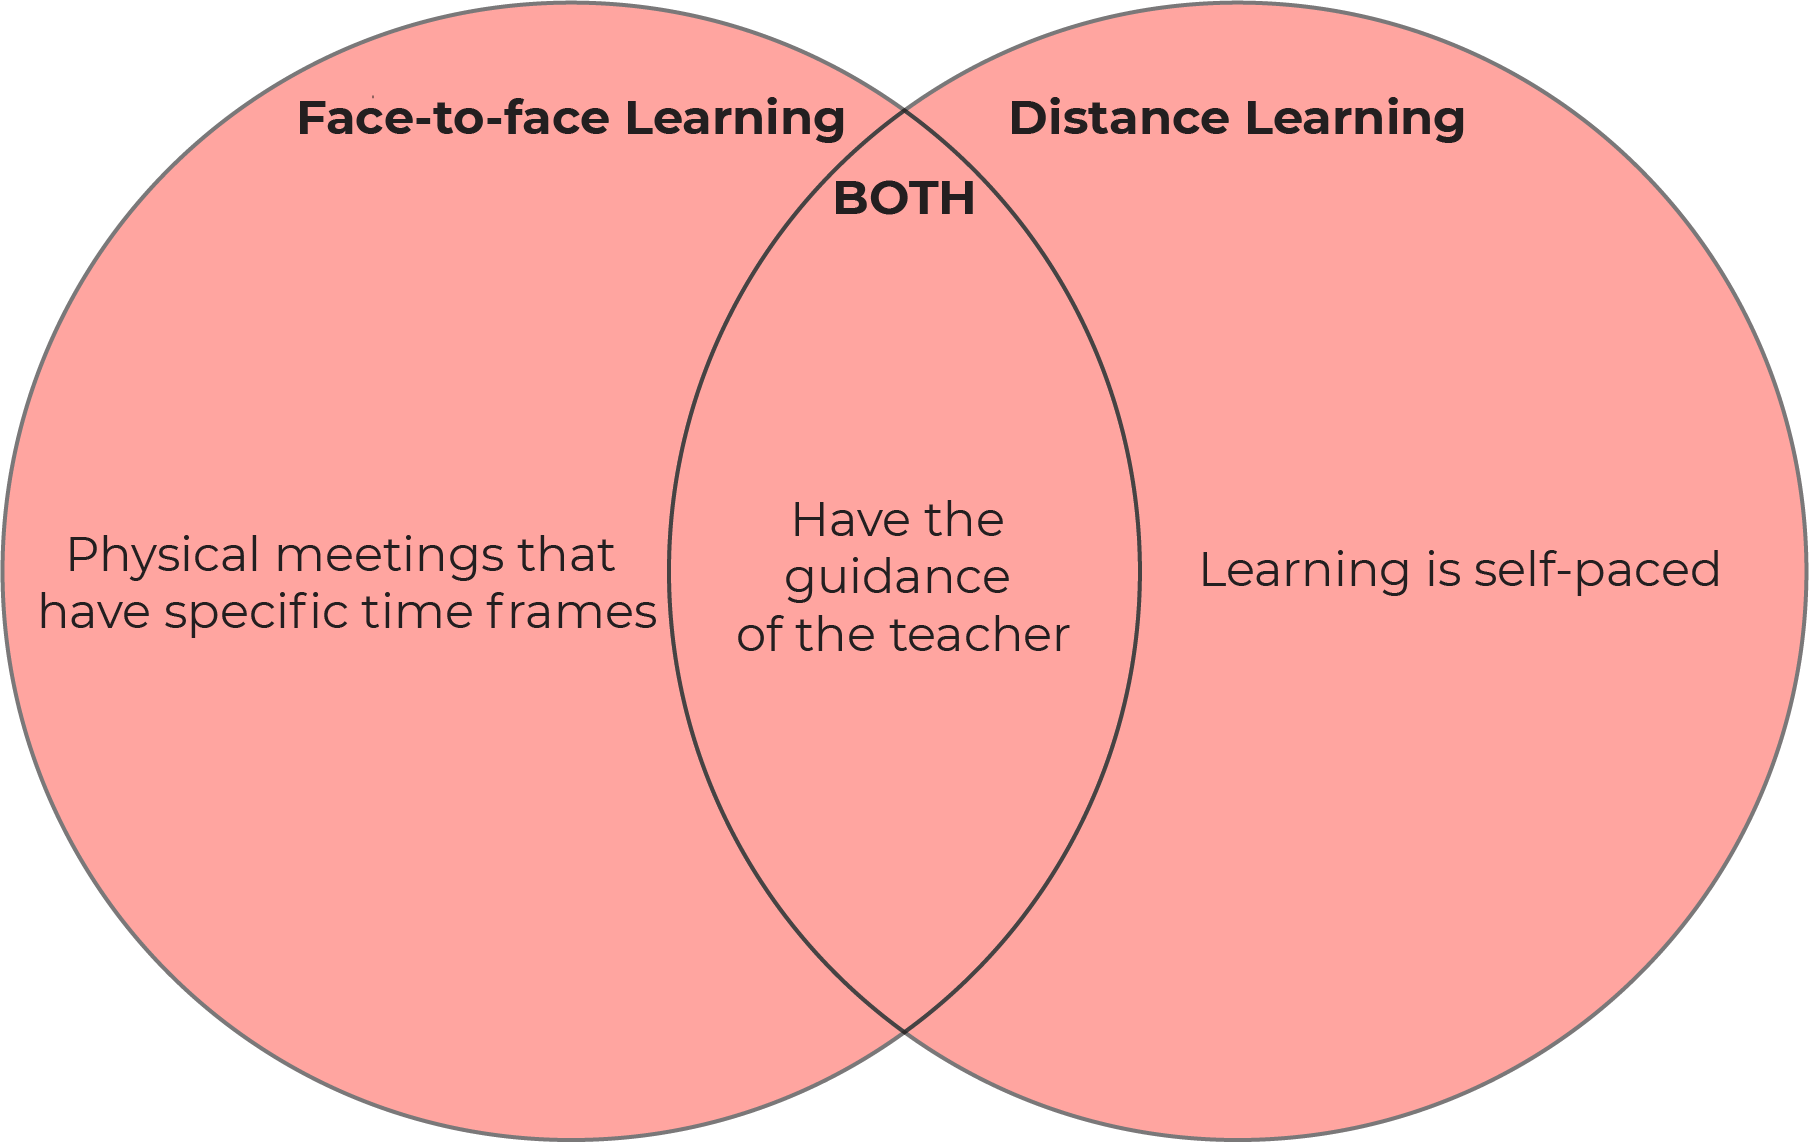 Face-to-face Learning
Distance Learning
BOTH
Physical meetings that
have specific time frames
Have the
guidance
of the teacher
Learning is self-paced